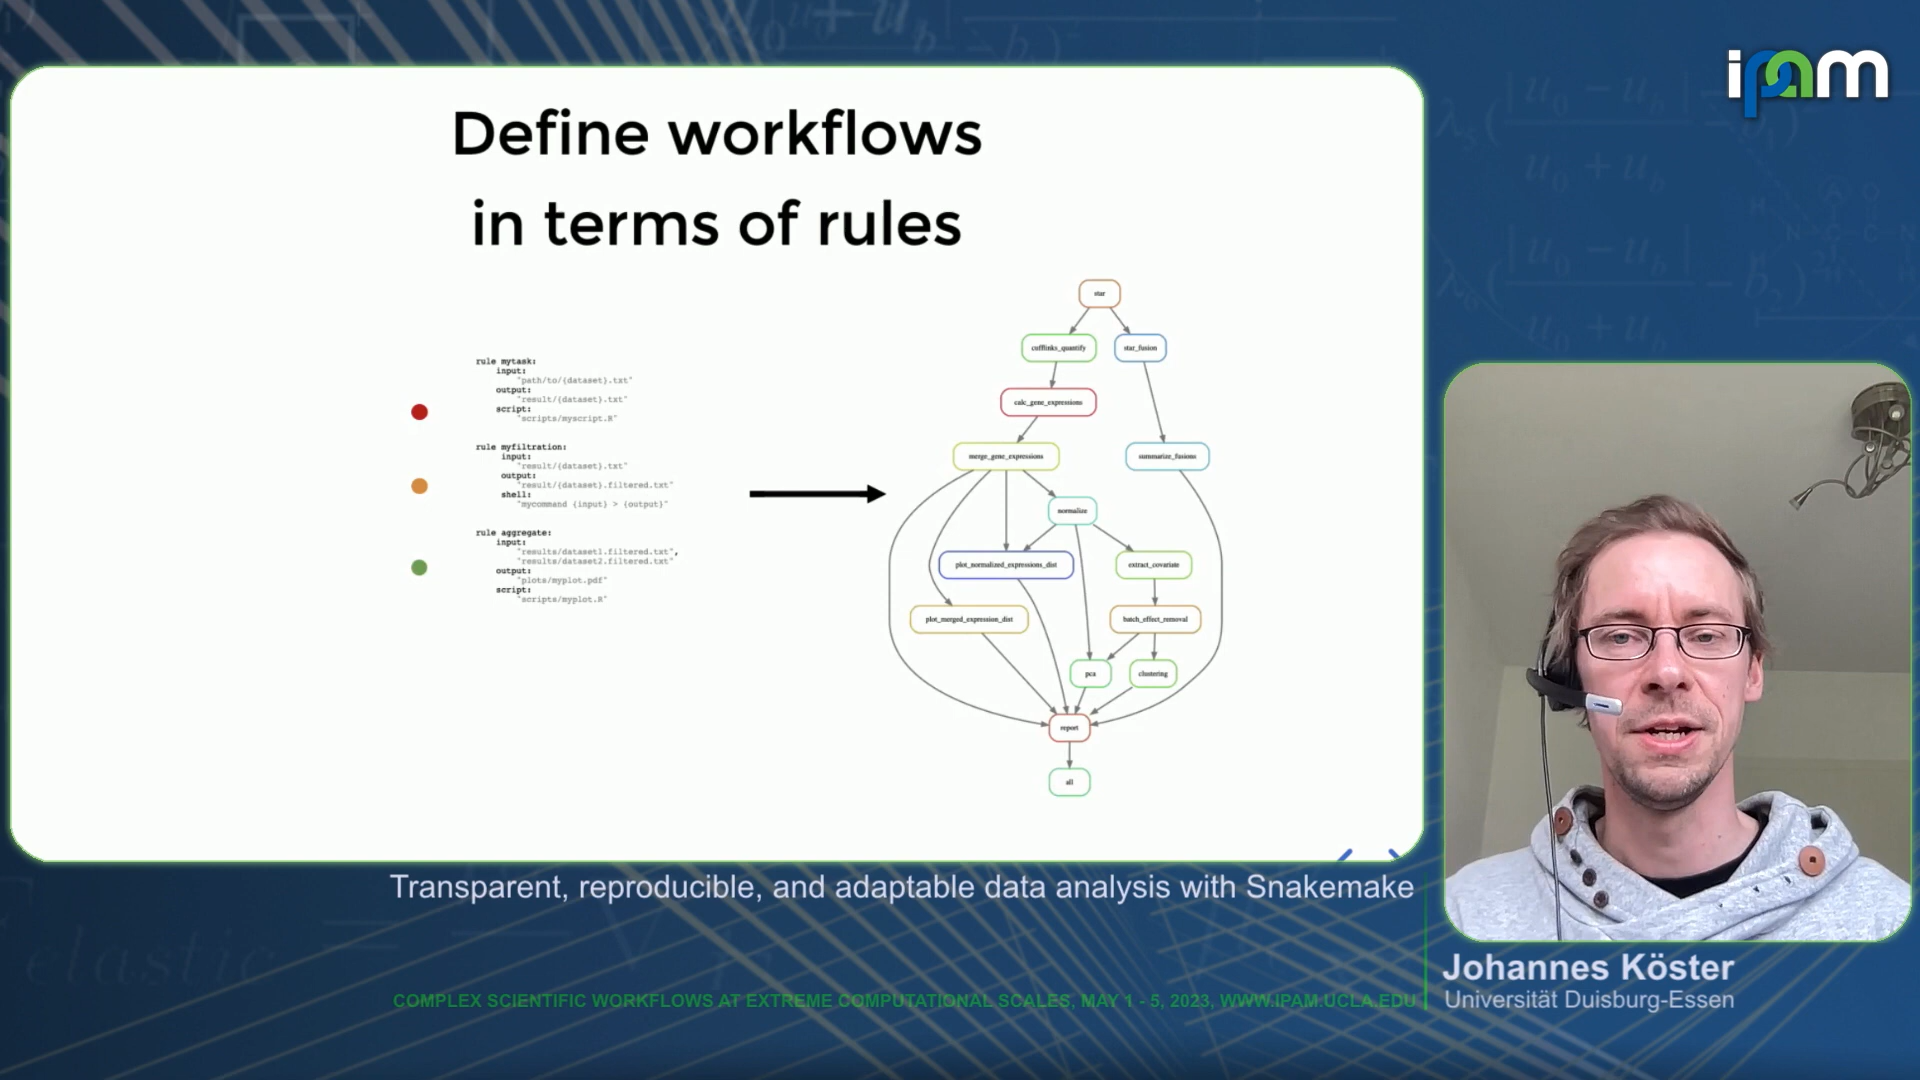 ipam
Define workflows
in terms of rules
rule mytask:
input:
"path/to/{dataset}.txt"
output:
"result/{dataset}.txt"
script:
"scripts/myscript.R"
rule myfiltration:
input:
"result/{dataset}.txt"
output:
"result/{dataset}.filtered.txt"
shell:
"mycommand {input} > {output}"
rule aggregate:
input:
"results/dataset1.filtered.txt",
"results/dataset2.filtered.txt"
output:
"plots/myplot.pdf"
script:
"scripts/myplot.R"
star
cufflinks_quantify
star_fusion
calc_gene_expressions
merge_gene_expressions
summarize_fusions
normalize
plot_normalized_expressions_dist
extract_covariate
plot_merged_expression_dist
batch_effect_removal
pca
clustering
report
all
Transparent, reproducible, and adaptable data analysis with Snakemake
COMPLEX SCIENTIFIC WORKFLOWS AT EXTREME COMPUTATIONAL SCALES, MAY 1 - 5, 2023, WWW.IPAM.UCLA.EDU
Johannes Köster
Universität Duisburg-Essen
elastic